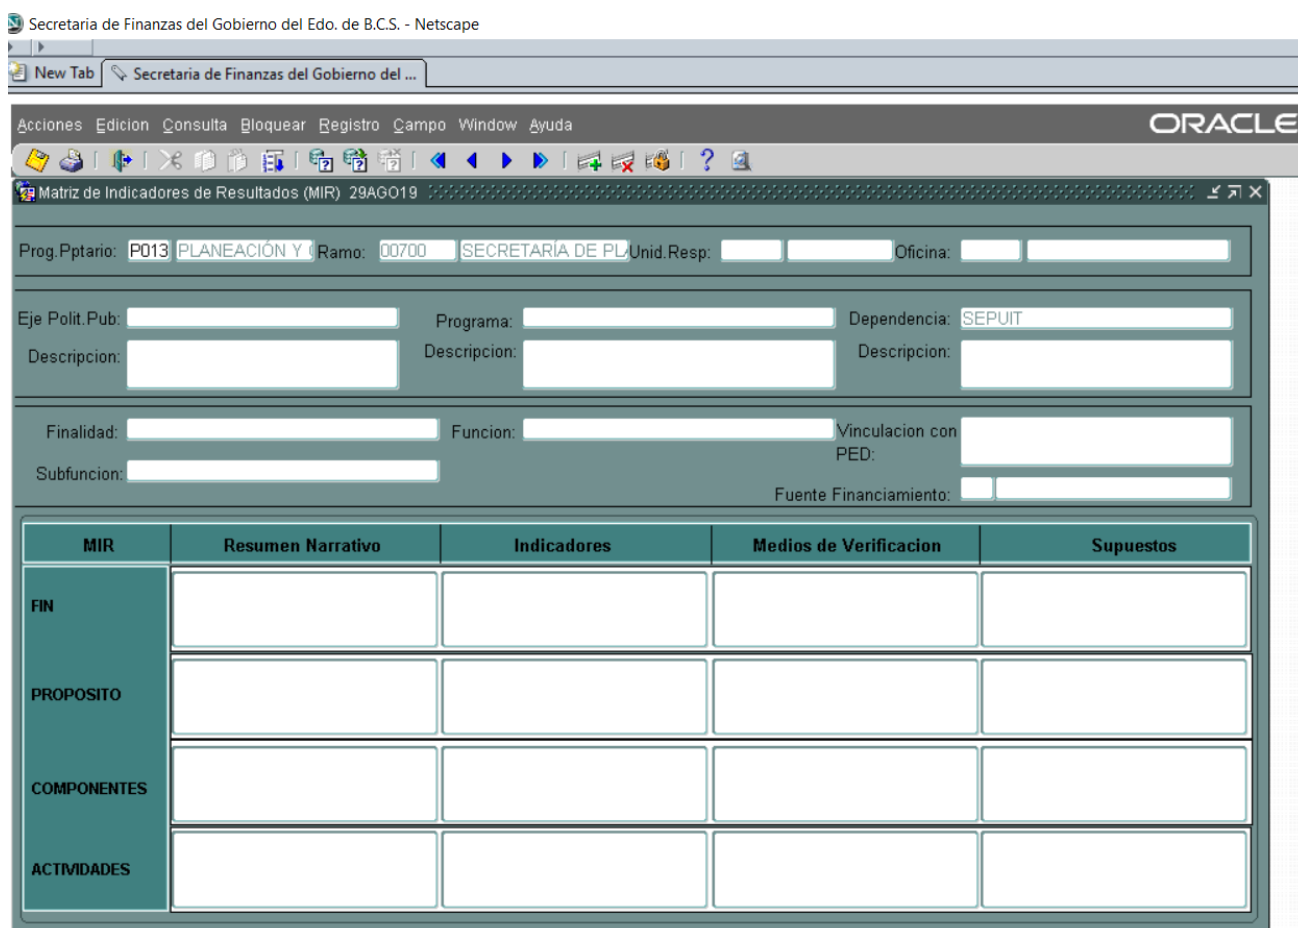 Secretaria de Finanzas del Gobierno del Edo. de B.C.S. - Netscape
New Tab Secretaria de Finanzas del Gobierno del ...
Acciones Edicion Consulta Bloquear Registro Campo Window Ayuda ORACLE
Matriz de Indicadores de Resultados (MIR) 29AGO19
Prog.Pptario: P013 PLANEACIÓN Y Ramo: 00700 SECRETARÍA DE PL Unid.Resp: Oficina:
Eje Polit.Pub: Programa: Dependencia: SEPUIT
Descripcion: Descripcion: Descripcion:
Finalidad: Funcion: Vinculacion con
PED:
Subfuncion:
Fuente Financiamiento:
MIR Resumen Narrativo Indicadores Medios de Verificacion Supuestos
FIN
PROPOSITO
COMPONENTES
ACTIVIDADES